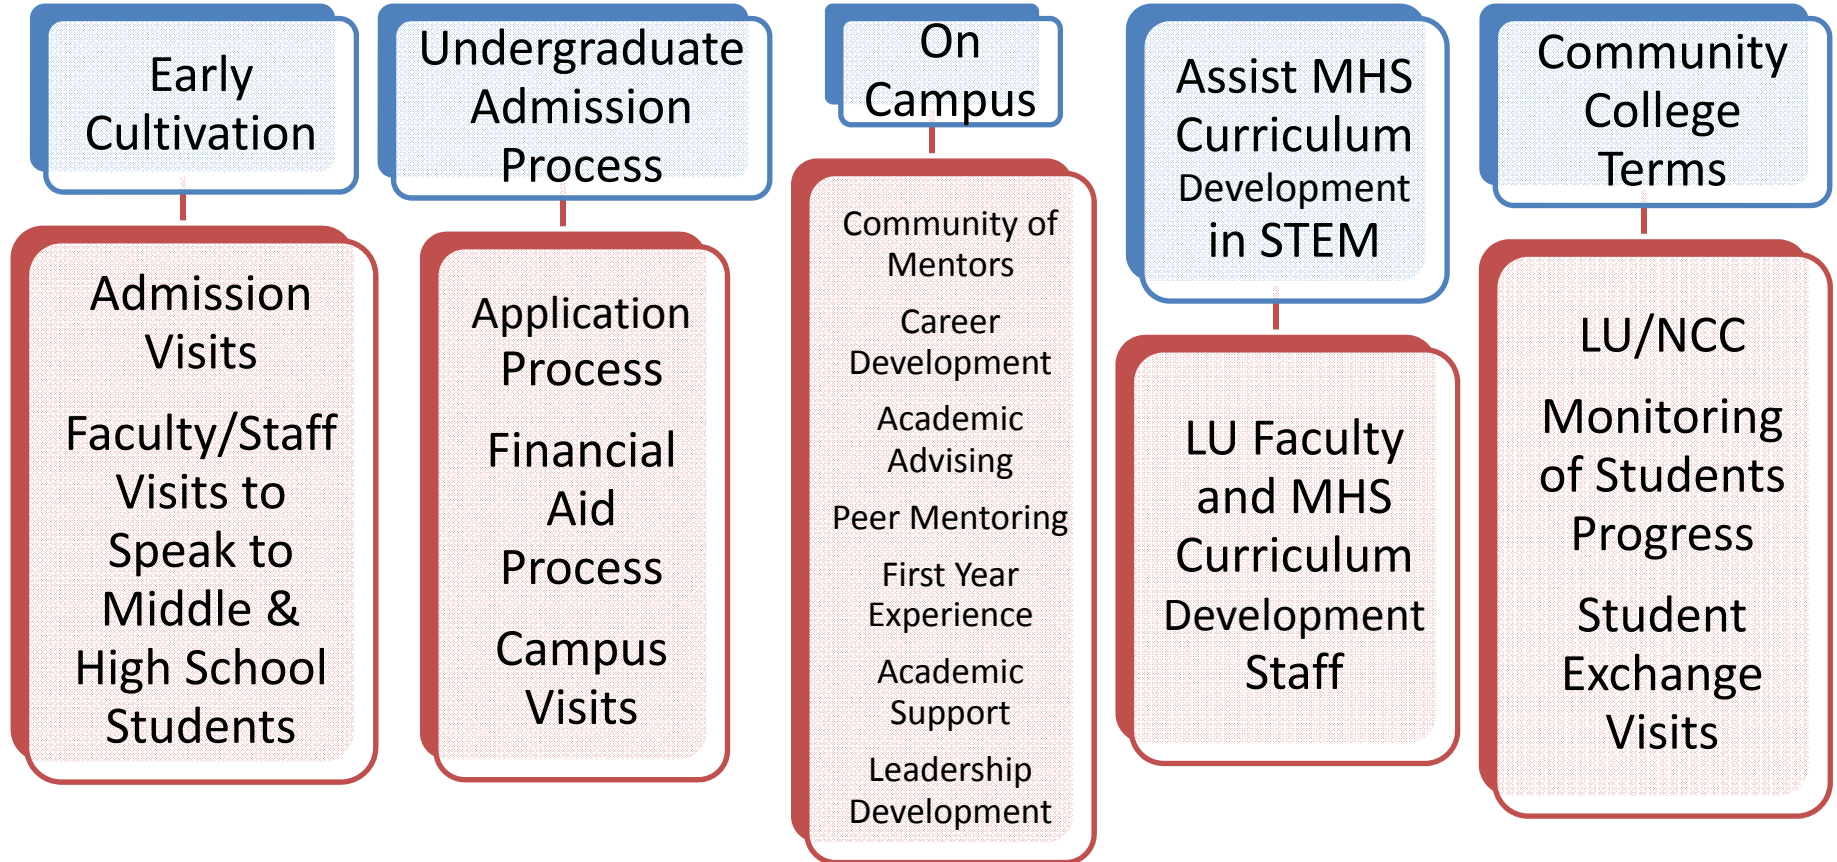 Early
Cultivation
Admission
Visits
Faculty/Staff
Visits to
Speak to
Middle &
High School
Students
Undergraduate
Admission
Process
Application
Process
Financial
Aid
Process
Campus
Visits
On
Campus
Community of
Mentors
Career
Development
Academic
Advising
Peer Mentoring
First Year
Experience
Academic
Support
Leadership
Development
Assist MHS
Curriculum
Development
in STEM
LU Faculty
and MHS
Curriculum
Development
Staff
Community
College
Terms
LU/NCC
Monitoring
of Students
Progress
Student
Exchange
Visits